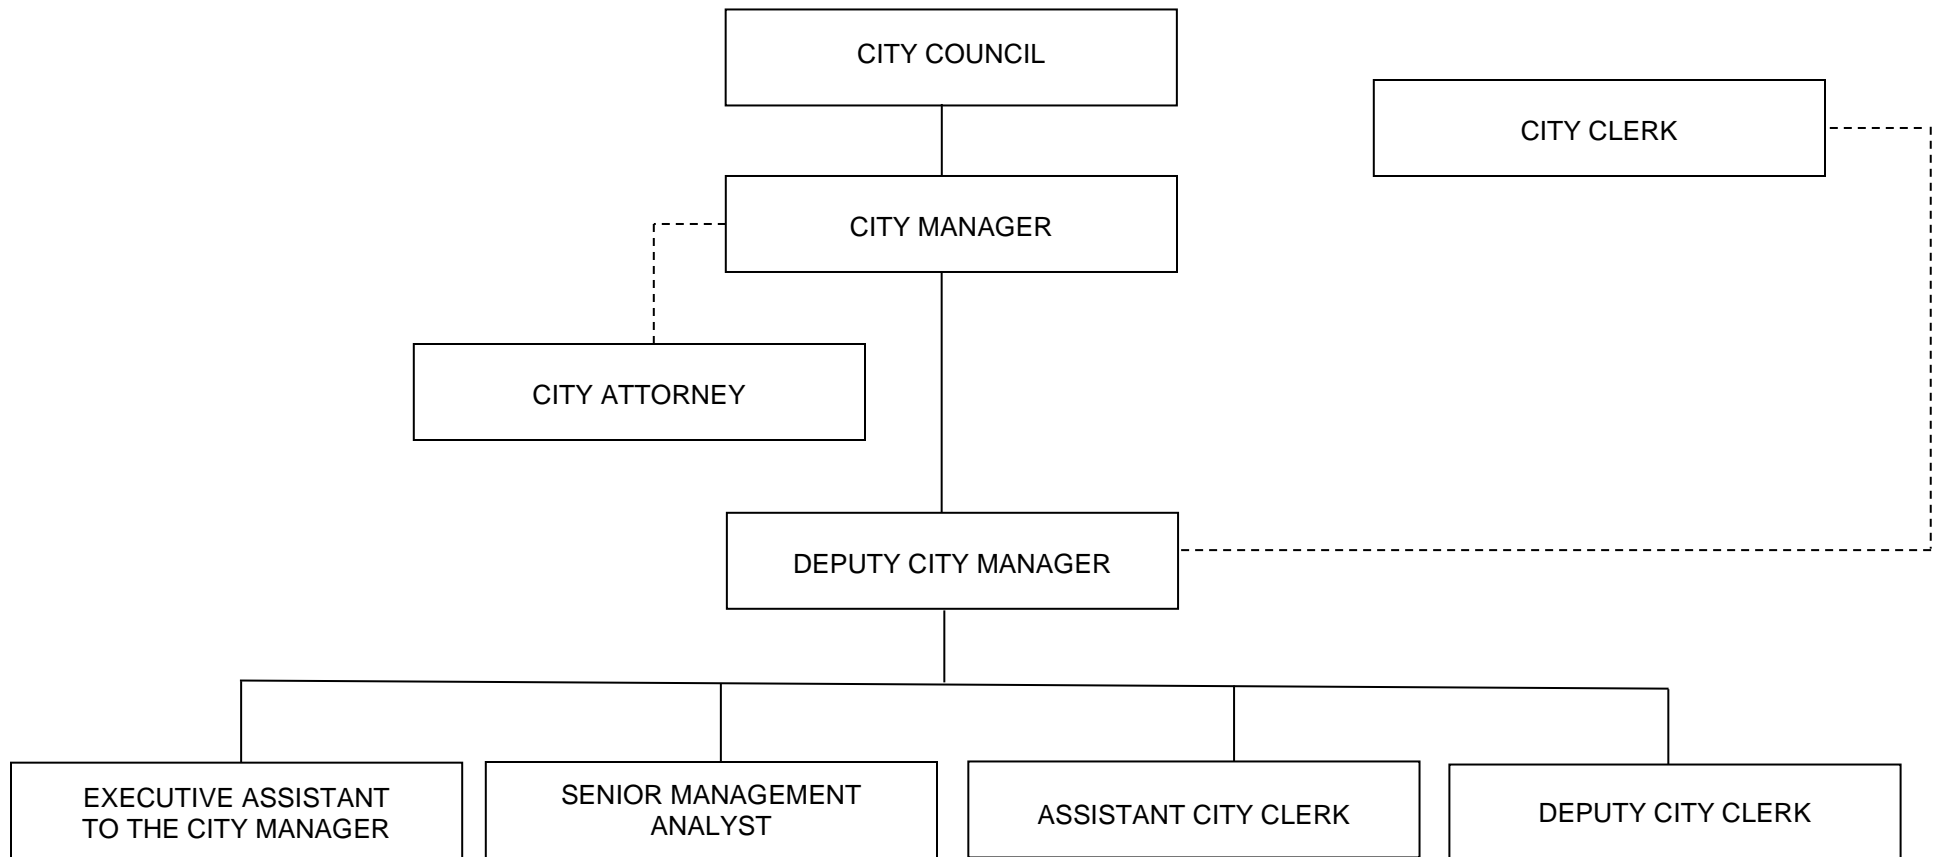 CITY COUNCIL
CITY CLERK
CITY MANAGER
CITY ATTORNEY
DEPUTY CITY MANAGER
EXECUTIVE ASSISTANT
TO THE CITY MANAGER
SENIOR MANAGEMENT
ANALYST
ASSISTANT CITY CLERK
DEPUTY CITY CLERK